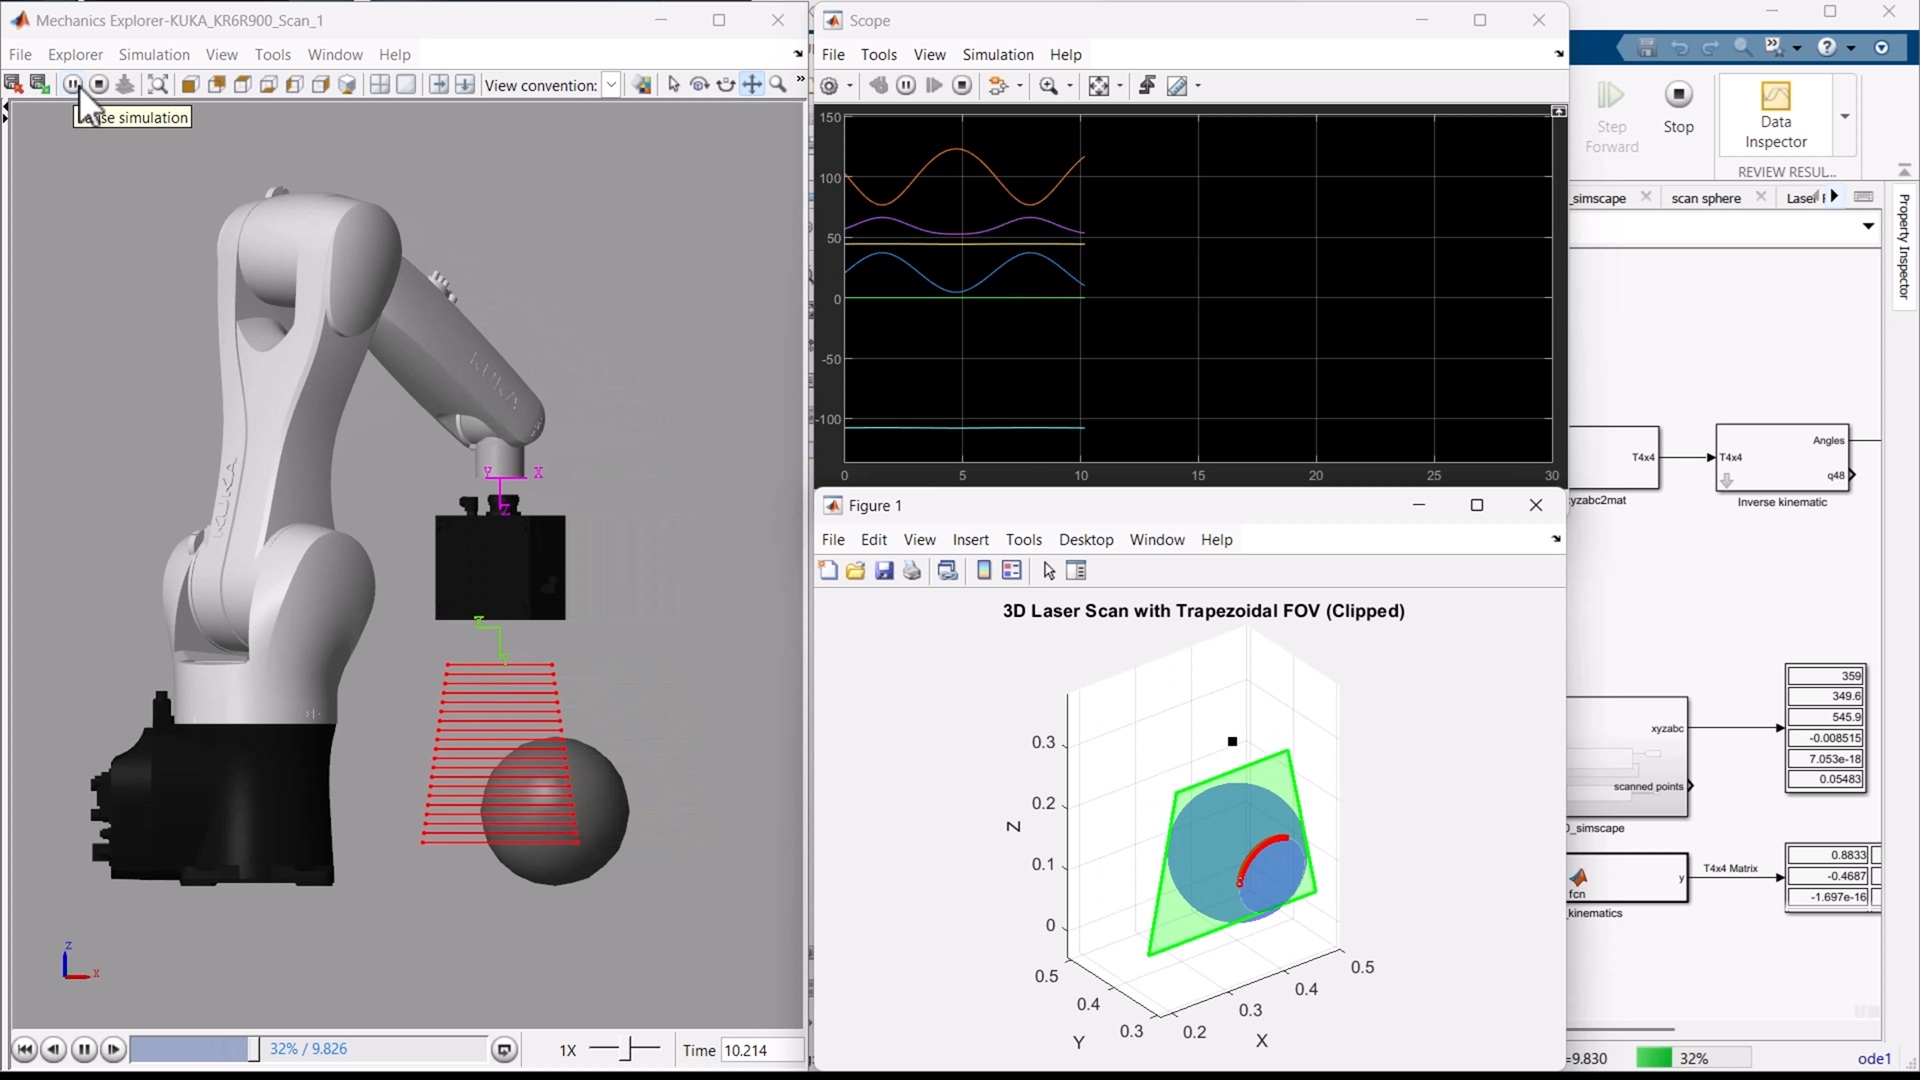 Mechanics Explorer-KUKA_KR6R900_Scan_1
File Explorer Simulation View Tools Window Help
View convention:
simulation
KUKA
KUKA
Y X
Z
Z
X
32% / 9.826
1X
Time 10.214
Scope
File Tools View Simulation Help
150
100
50
0
-50
-100
0 5 10 15 20 25 30
Figure 1
File Edit View Insert Tools Desktop Window Help
3D Laser Scan with Trapezoidal FOV (Clipped)
0.3
0.2
0.1
0
Z
0.5
0.4
0.3
Y
0.2
0.3
0.4
0.5
X
Step Forward
Stop
Data Inspector
REVIEW RESUL...
_simscape
scan sphere
Laser
Property Inspector
T4x4
yzabc2mat
T4x4
Angles
q48
Inverse kinematic
xyzabc
scanned points
_simscape
359
349.6
545.9
-0.008515
7.053e-18
0.05483
fcn
y
kinematics
T4x4 Matrix
0.8833
-0.4687
-1.697e-16
=9.830
32%
ode1